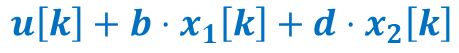 u[k] + b · x₁[k] + d · x₂[k]